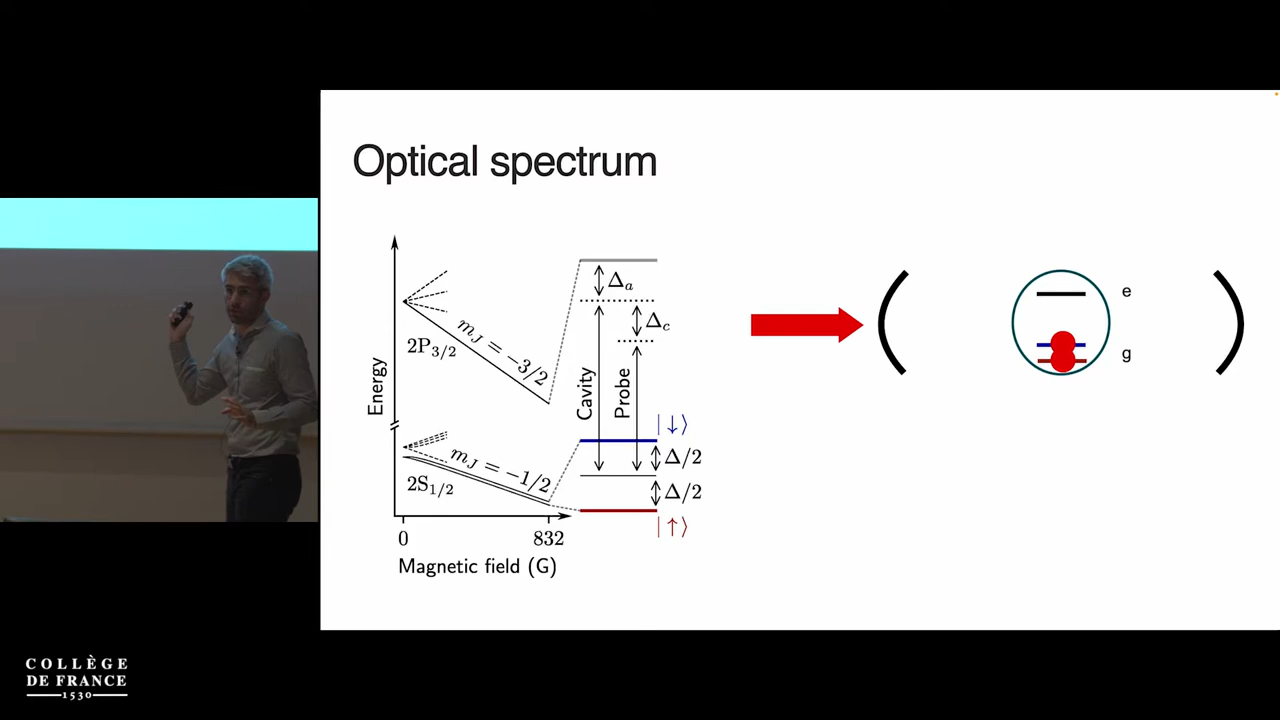 Optical spectrum
Energy
2P3/2
mJ = −3/2
2S1/2
mJ = −1/2
0
832
Magnetic field (G)
Δa
Δc
Cavity
Probe
|↓⟩
Δ/2
Δ/2
|↑⟩
e
g
COLLÈGE
DE FRANCE
1530